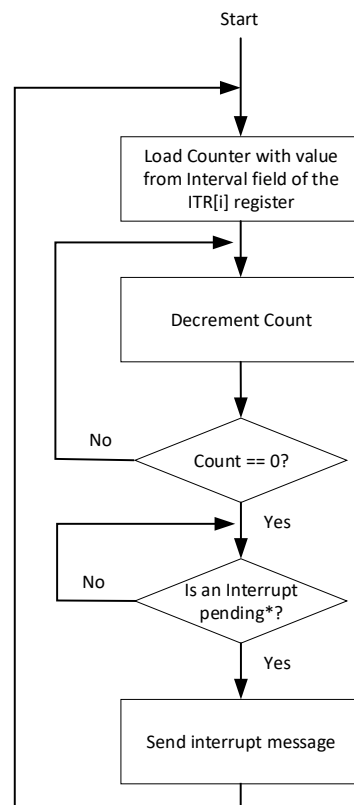 Start
Load Counter with value
from Interval field of the
ITR[i] register
Decrement Count
No
Count == 0?
Yes
No
Is an Interrupt
pending*?
Yes
Send interrupt message